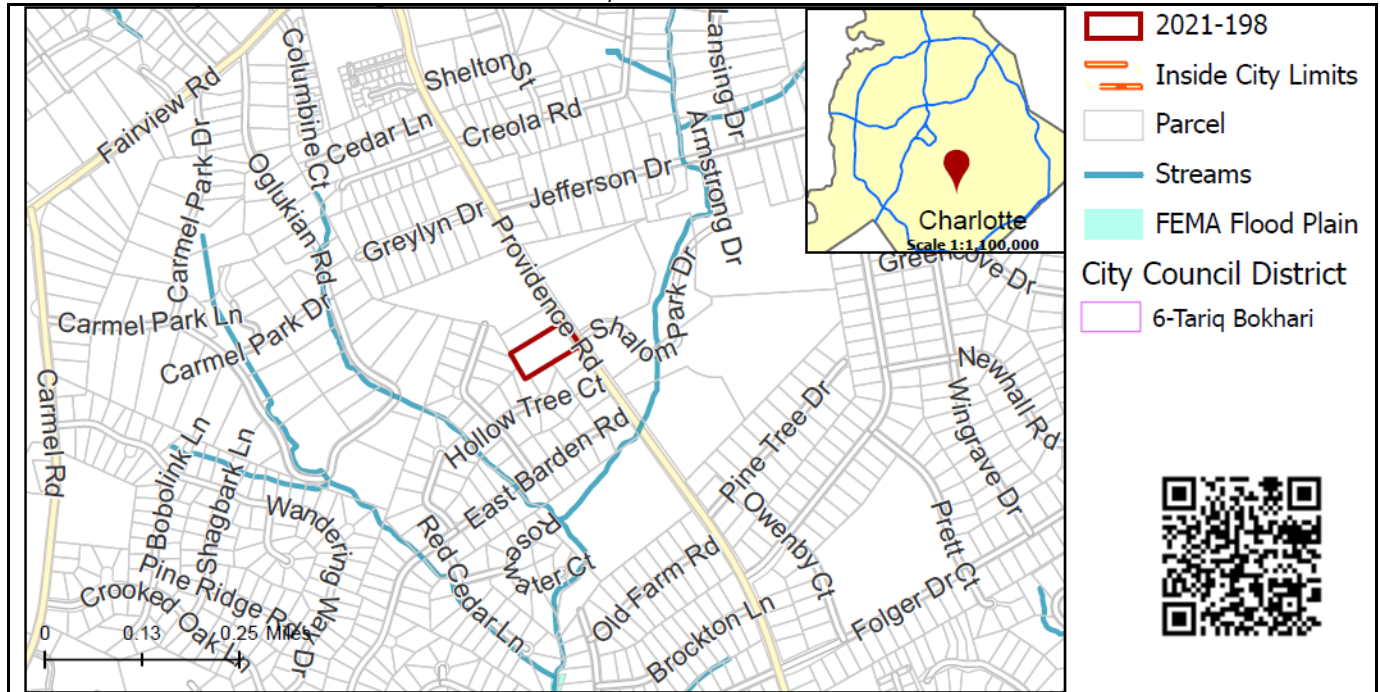 Fairview Rd
Carmel Park Dr
Columbine Ct
Oglukian Rd
Cedar Ln
Shelton St
Creola Rd
Lansing Dr
Armstrong Dr
Jefferson Dr
Greylyn Dr
Providence Rd
Carmel Park Ln
Carmel Park Dr
Shalom Park Dr
Hollow Tree Ct
East Barden Rd
Carmel Rd
Bobolink Ln
Shagbark Ln
Wandering Way Dr
Pine Ridge Rd
Crooked Oak Ln
Red Cedar Ln
Rosewater Ct
Old Farm Rd
Brockton Ln
Pine Tree Dr
Owenby Ct
Folger Dr
Prett Ct
Wingrave Dr
Newhall Rd
Greencove Dr
Charlotte
Scale 1:1,100,000
0 0.13 0.25 Miles
2021-198
Inside City Limits
Parcel
Streams
FEMA Flood Plain
City Council District
6-Tariq Bokhari